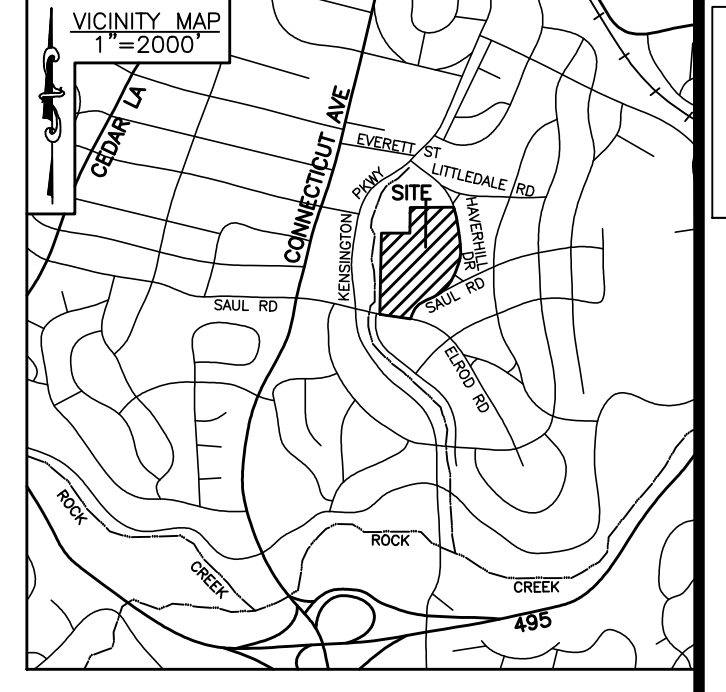 VICINITY MAP
1"=2000'
CEDAR LA
CONNECTICUT AVE
EVERETT ST
LITTLEDALE RD
PKWY
KENSINGTON
SITE
HAVERHILL
DR
SAUL RD
SAUL RD
ELROD RD
ROCK
CREEK
ROCK
CREEK
495